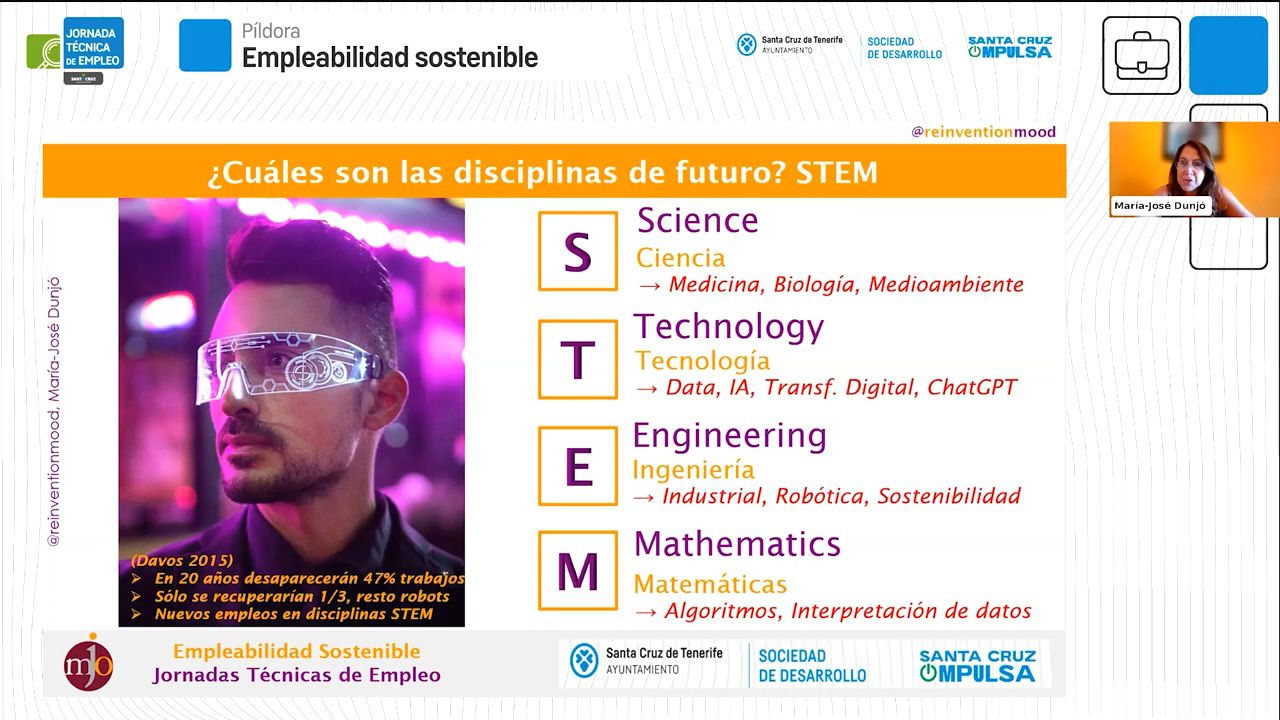 JORNADA
TÉCNICA
DE EMPLEO
Píldora
Empleabilidad sostenible
Santa Cruz de Tenerife
AYUNTAMIENTO
SOCIEDAD
DE DESARROLLO
SANTA CRUZ
OMPULSA
@reinventionmood
María-José Dunjó
¿Cuáles son las disciplinas de futuro? STEM
@reinventionmood, María-José Dunjó
S
Science
Ciencia
→ Medicina, Biología, Medioambiente
T
Technology
Tecnología
→ Data, IA, Transf. Digital, ChatGPT
E
Engineering
Ingeniería
→ Industrial, Robótica, Sostenibilidad
M
Mathematics
Matemáticas
→ Algoritmos, Interpretación de datos
(Davos 2015)
➢ En 20 años desaparecerán 47% trabajos
➢ Sólo se recuperarían 1/3, resto robots
➢ Nuevos empleos en disciplinas STEM
mjo
Empleabilidad Sostenible
Jornadas Técnicas de Empleo
Santa Cruz de Tenerife
AYUNTAMIENTO
SOCIEDAD
DE DESARROLLO
SANTA CRUZ
OMPULSA